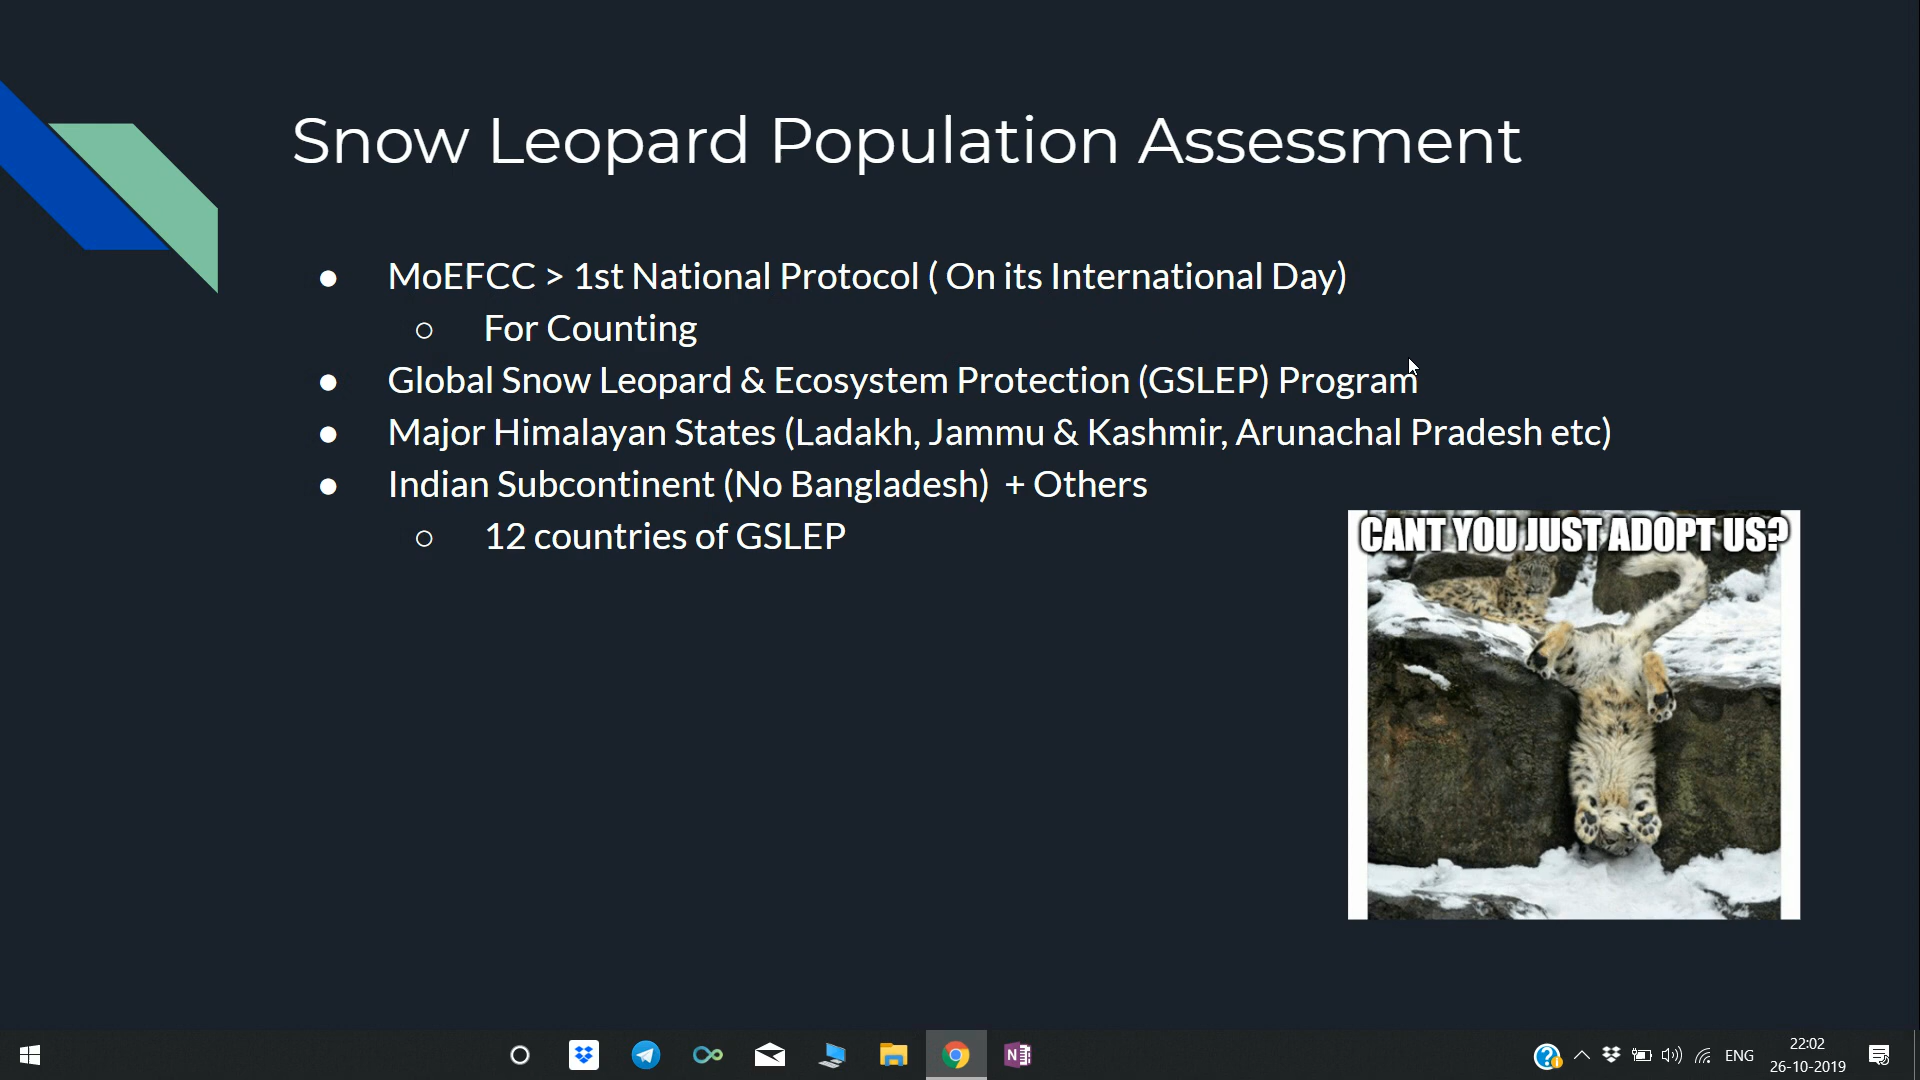 Snow Leopard Population Assessment
● MoEFCC > 1st National Protocol ( On its International Day)
○ For Counting
● Global Snow Leopard & Ecosystem Protection (GSLEP) Program
● Major Himalayan States (Ladakh, Jammu & Kashmir, Arunachal Pradesh etc)
● Indian Subcontinent (No Bangladesh) + Others
○ 12 countries of GSLEP
CANT YOU JUST ADOPT US?
ENG
22:02
26-10-2019